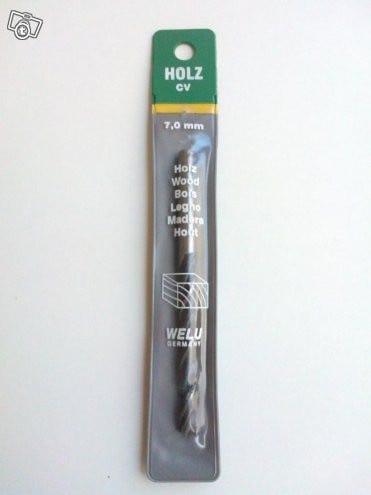 HOLZ
CV
7,0 mm
Holz
Wood
Bois
Legno
Madera
Hout
WELU
GERMANY